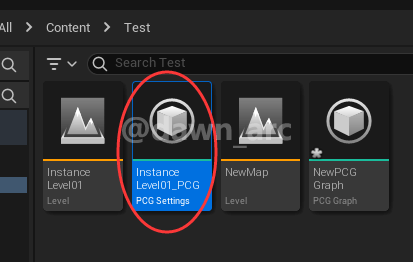 All > Content > Test
Search Test
@dawn_arc
Instance
Level01
Level
Instance
Level01_PCG
PCG Settings
NewMap
Level
NewPCG
Graph
PCG Graph